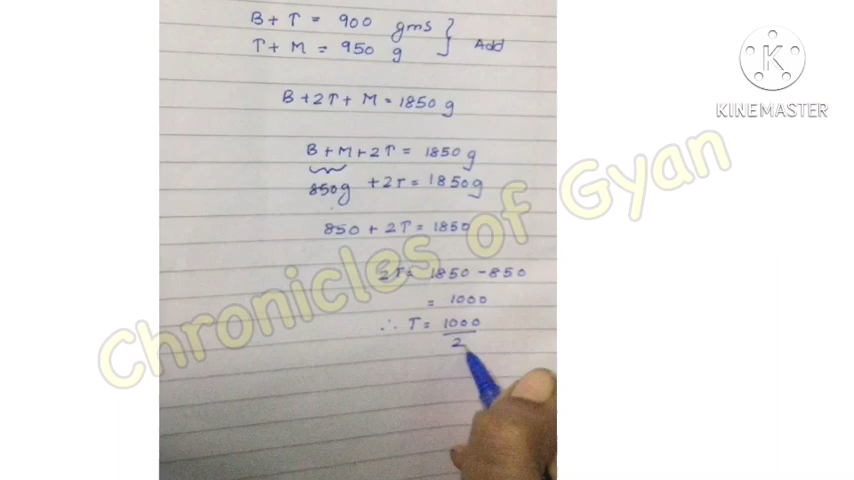 B + T = 900 gms
T + M = 950 g
Add
B + 2T + M = 1850 g
B + M + 2T = 1850 g
850g + 2T = 1850 g
850 + 2T = 1850
2T = 1850 - 850
= 1000
∴ T = 1000
2
KINEMASTER
Chronicles of Gyan